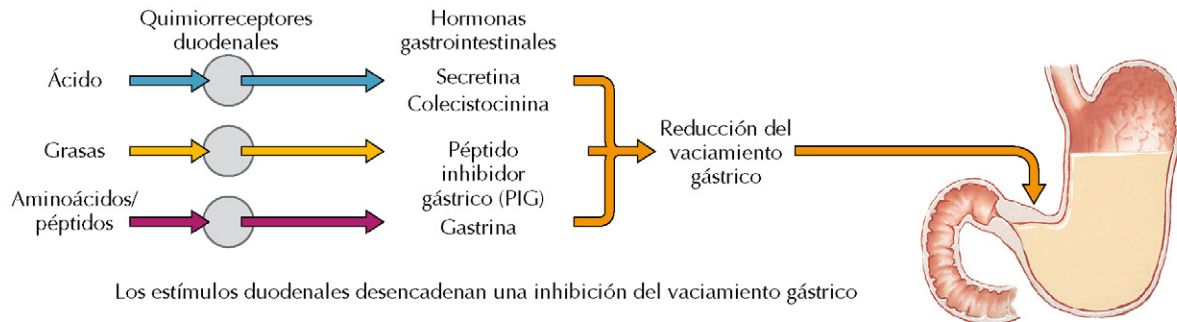 Quimiorreceptores
duodenales
Hormonas
gastrointestinales
Ácido
Secretina
Colecistocinina
Grasas
Péptido
inhibidor
gástrico (PIG)
Reducción del
vaciamiento
gástrico
Aminoácidos/
péptidos
Gastrina
Los estímulos duodenales desencadenan una inhibición del vaciamiento gástrico